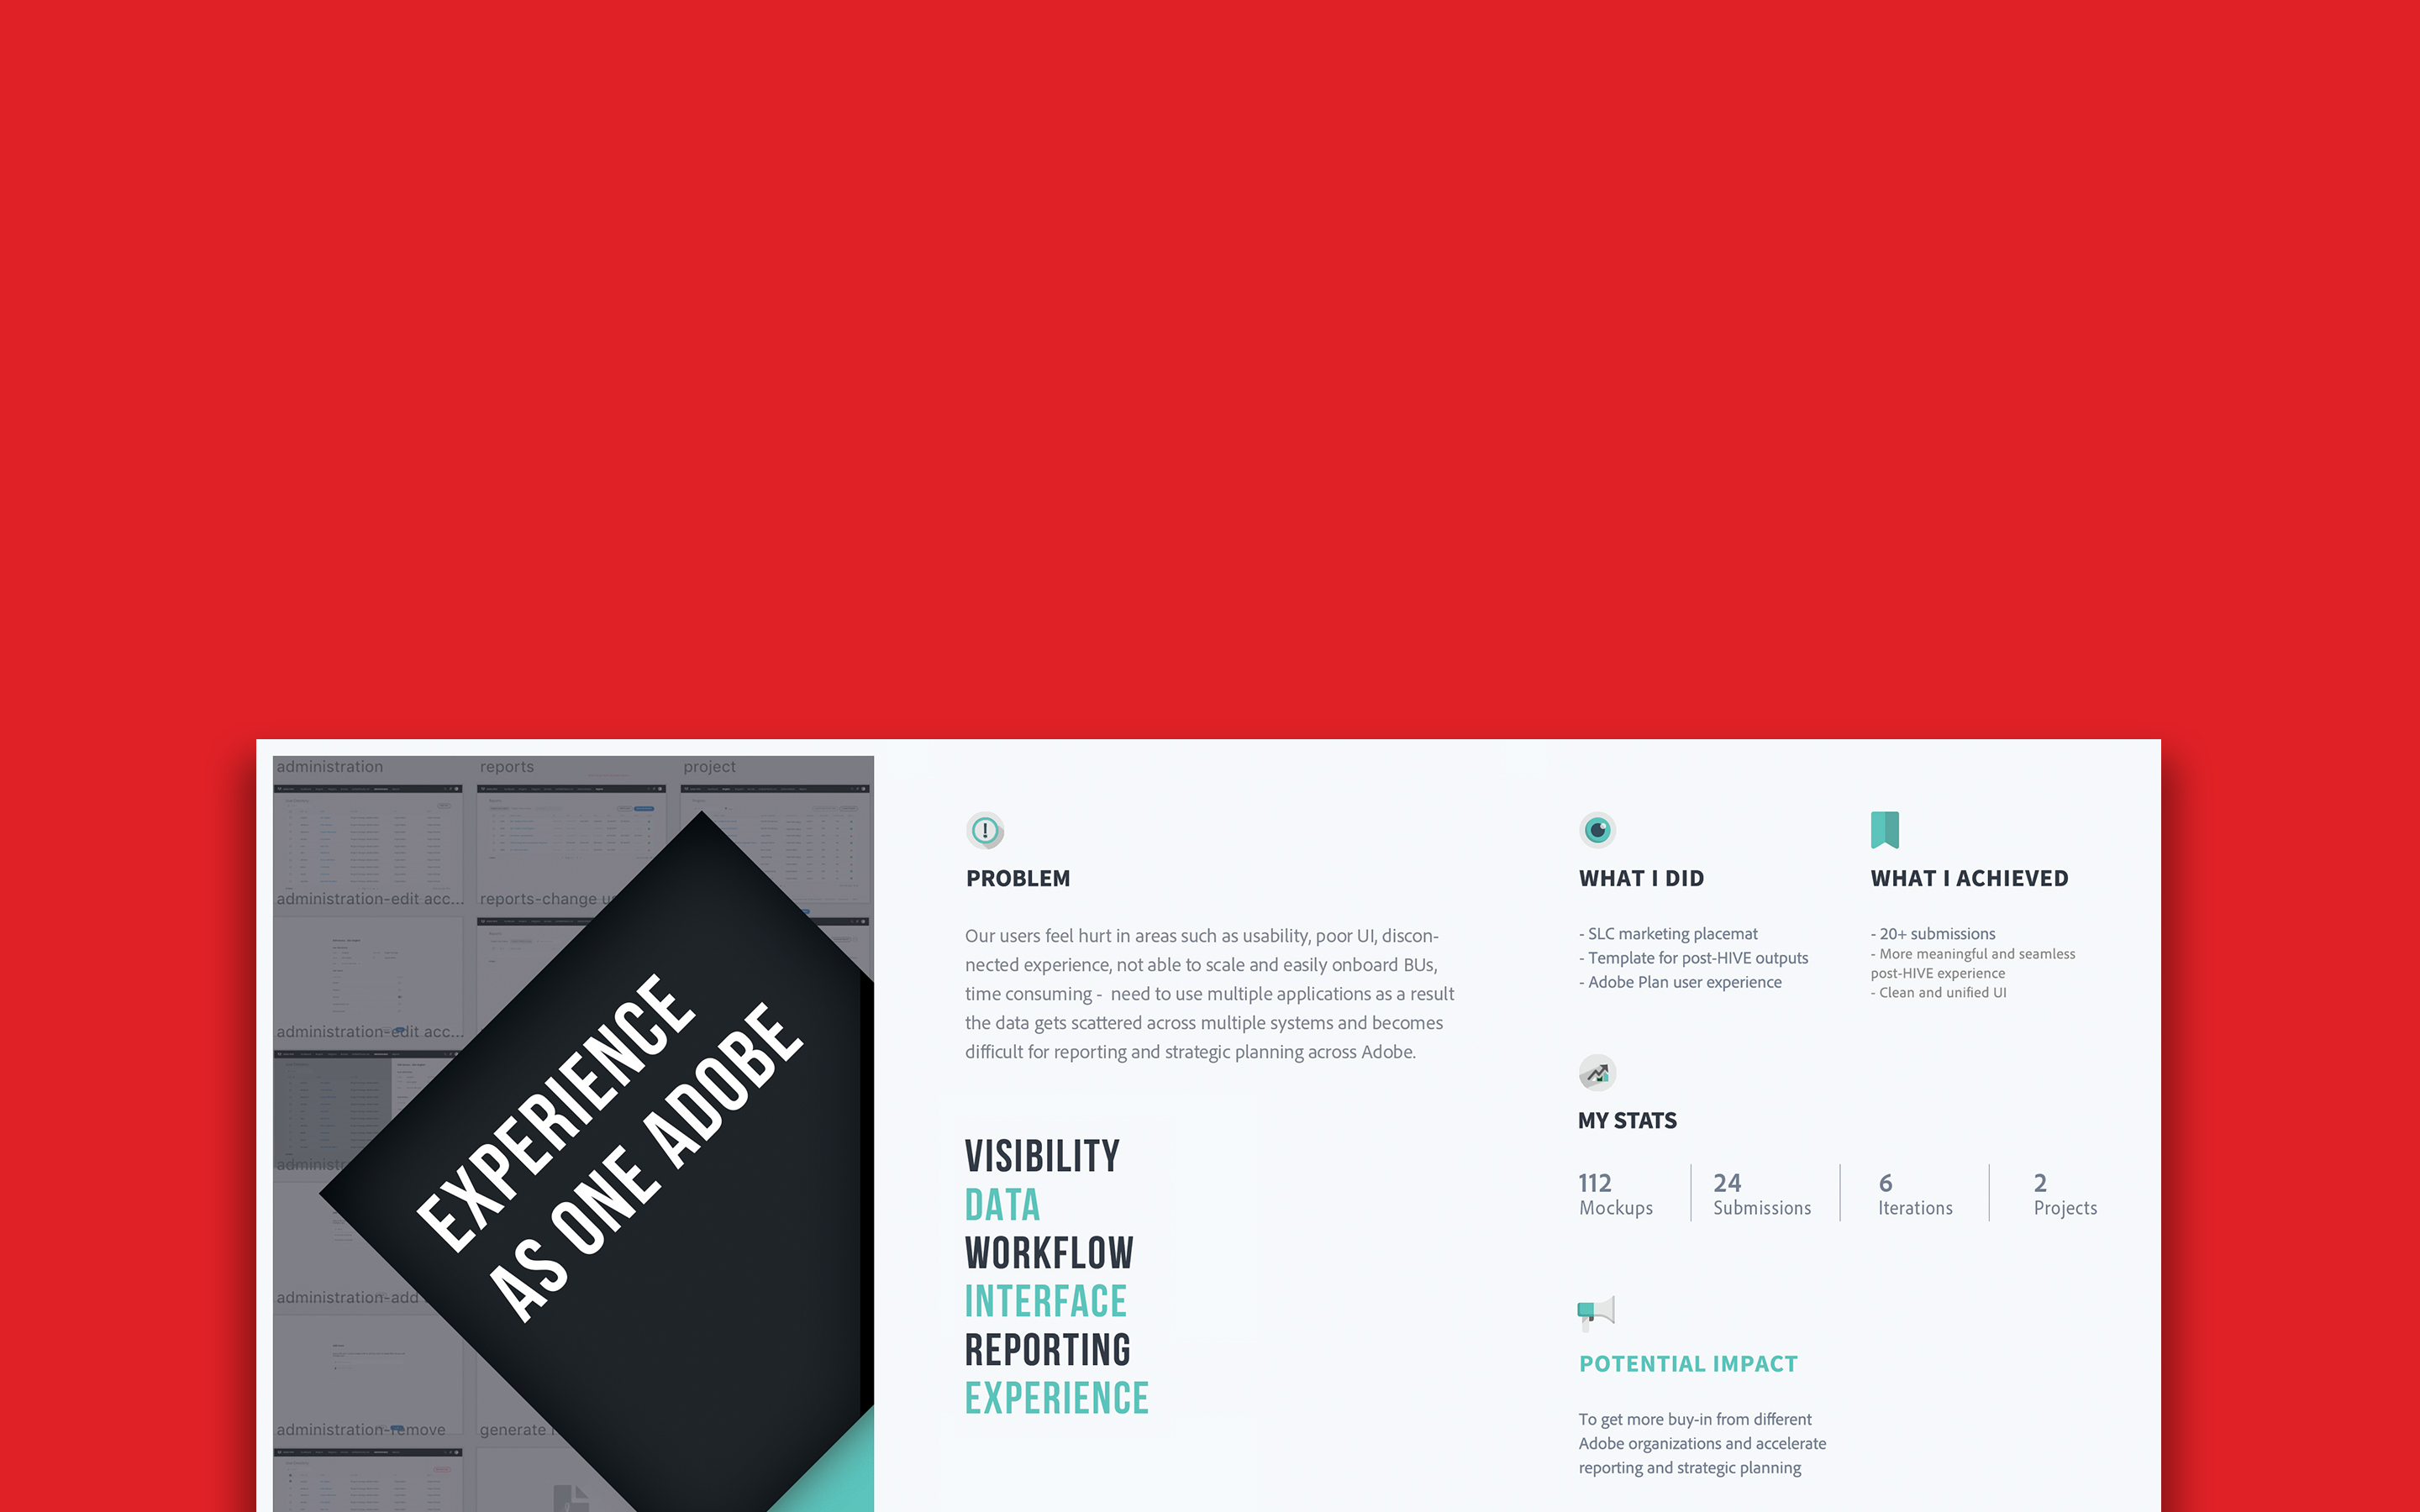 administration
reports
project
administration-edit acc...
reports-change
administration-edit acc...
administration-add
administration-remove
generate
EXPERIENCE
AS ONE ADOBE
PROBLEM
Our users feel hurt in areas such as usability, poor UI, discon-
nected experience, not able to scale and easily onboard BUs,
time consuming -  need to use multiple applications as a result
the data gets scattered across multiple systems and becomes
difficult for reporting and strategic planning across Adobe.
VISIBILITY
DATA
WORKFLOW
INTERFACE
REPORTING
EXPERIENCE
WHAT I DID
- SLC marketing placemat
- Template for post-HIVE outputs
- Adobe Plan user experience
WHAT I ACHIEVED
- 20+ submissions
- More meaningful and seamless
post-HIVE experience
- Clean and unified UI
MY STATS
112
Mockups
24
Submissions
6
Iterations
2
Projects
POTENTIAL IMPACT
To get more buy-in from different
Adobe organizations and accelerate
reporting and strategic planning